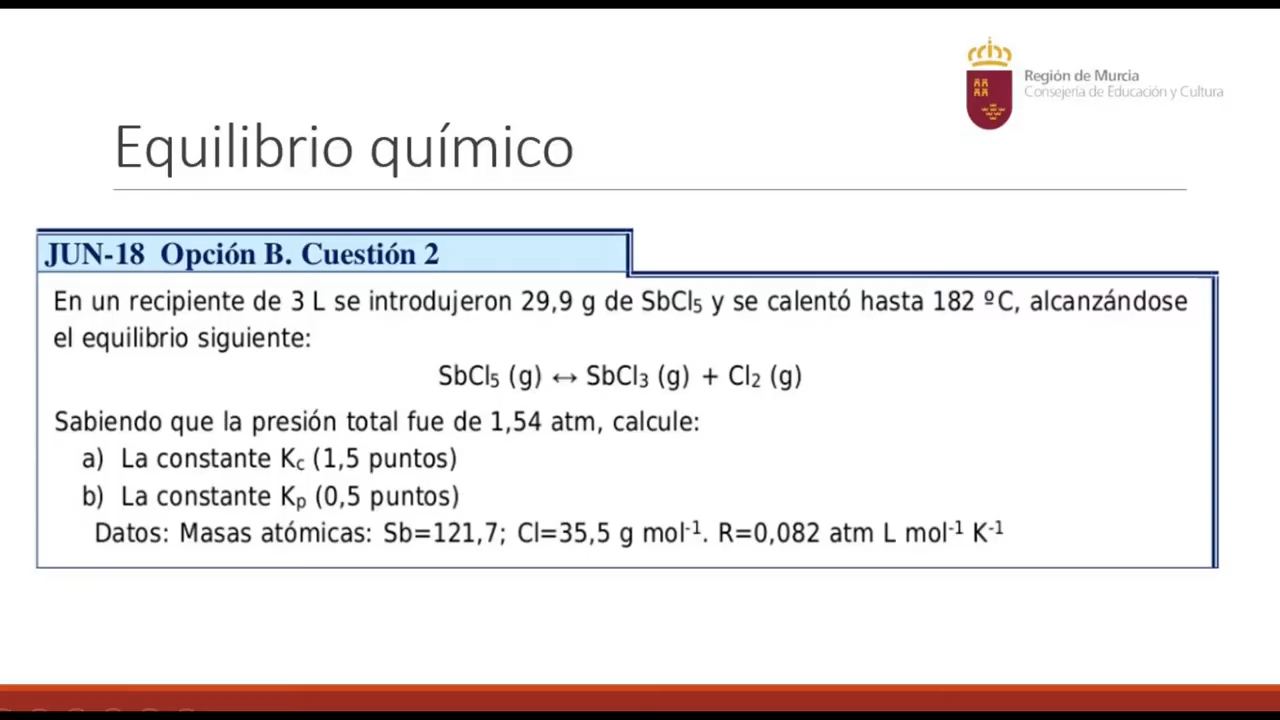 Región de Murcia
Consejería de Educación y Cultura
Equilibrio químico
JUN-18 Opción B. Cuestión 2
En un recipiente de 3 L se introdujeron 29,9 g de SbCl₅ y se calentó hasta 182 ºC, alcanzándose
el equilibrio siguiente:
SbCl₅ (g) ↔ SbCl₃ (g) + Cl₂ (g)
Sabiendo que la presión total fue de 1,54 atm, calcule:
a) La constante Kc (1,5 puntos)
b) La constante Kp (0,5 puntos)
Datos: Masas atómicas: Sb=121,7; Cl=35,5 g mol⁻¹. R=0,082 atm L mol⁻¹ K⁻¹